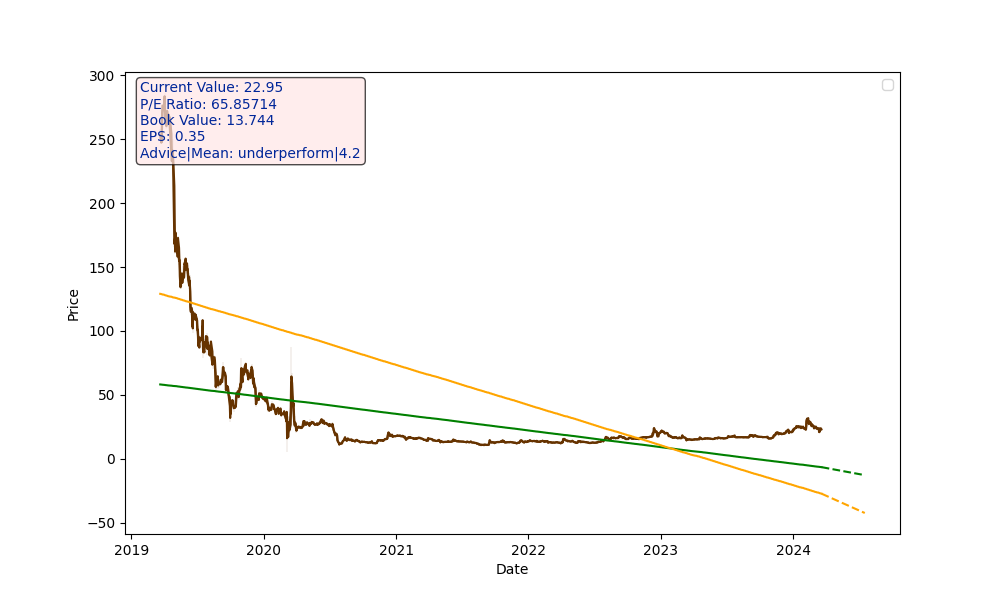 Current Value: 22.95
P/E Ratio: 65.85714
Book Value: 13.744
EPS: 0.35
Advice|Mean: underperform|4.2
300
250
200
150
100
50
0
−50
Price
2019 2020 2021 2022 2023 2024
Date